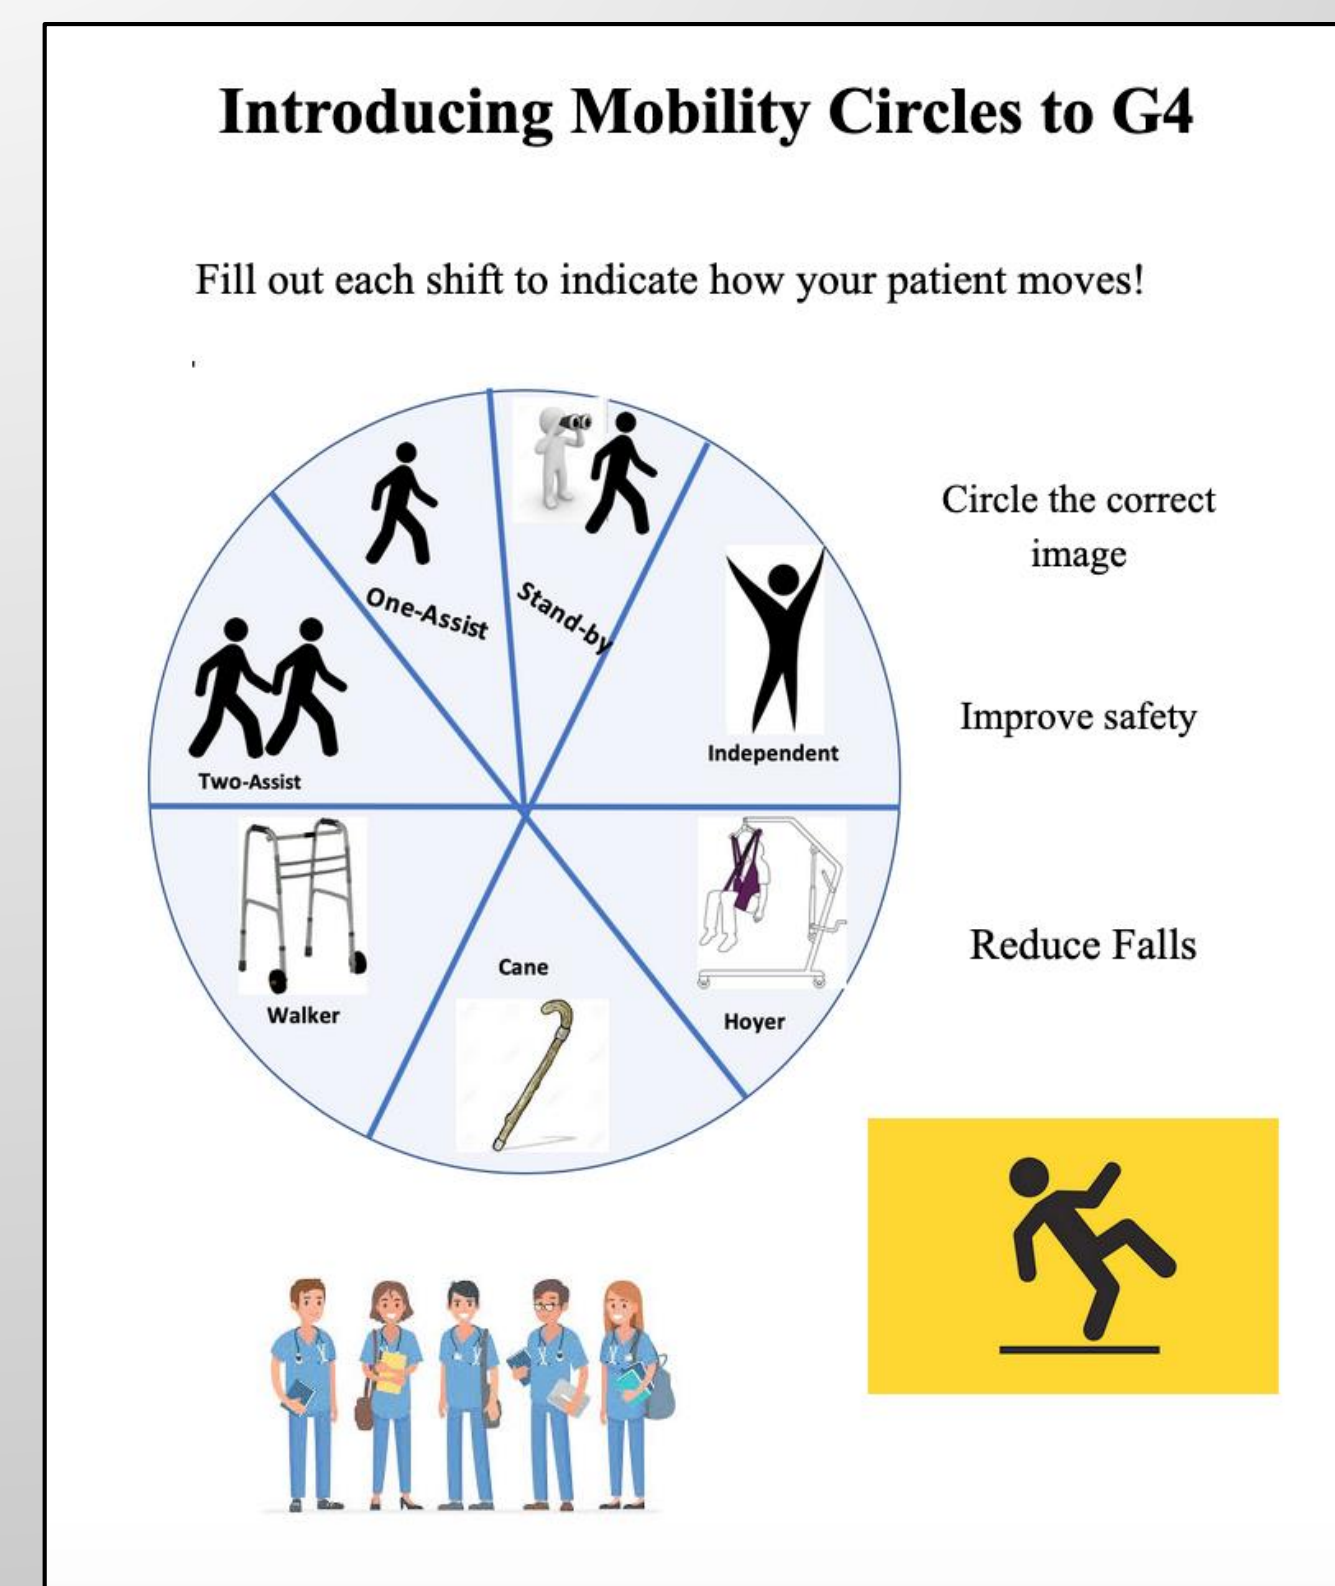 Introducing Mobility Circles to G4
Fill out each shift to indicate how your patient moves!
One-Assist
Stand-by
Independent
Two-Assist
Walker
Cane
Hoyer
Circle the correct
image
Improve safety
Reduce Falls